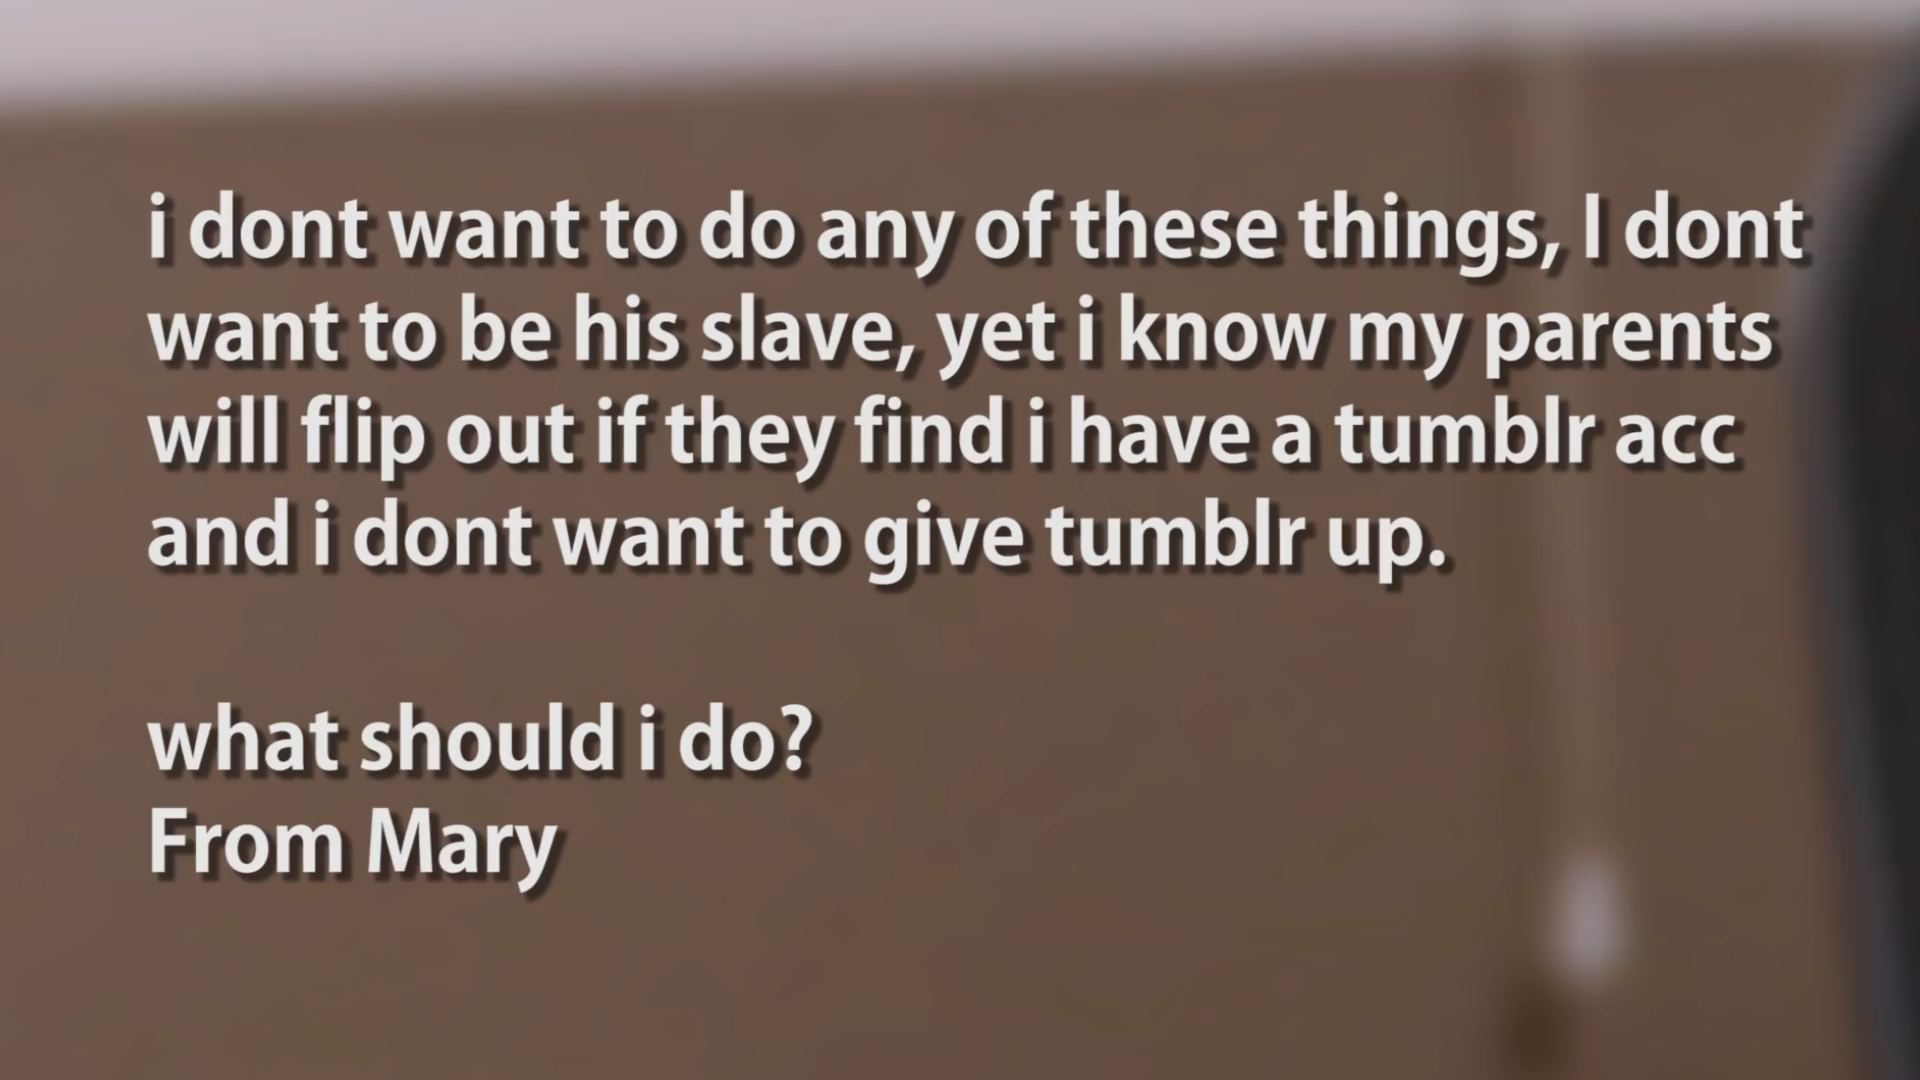 i dont want to do any of these things, I dont
want to be his slave, yet i know my parents
will flip out if they find i have a tumblr acc
and i dont want to give tumblr up.
what should i do?
From Mary